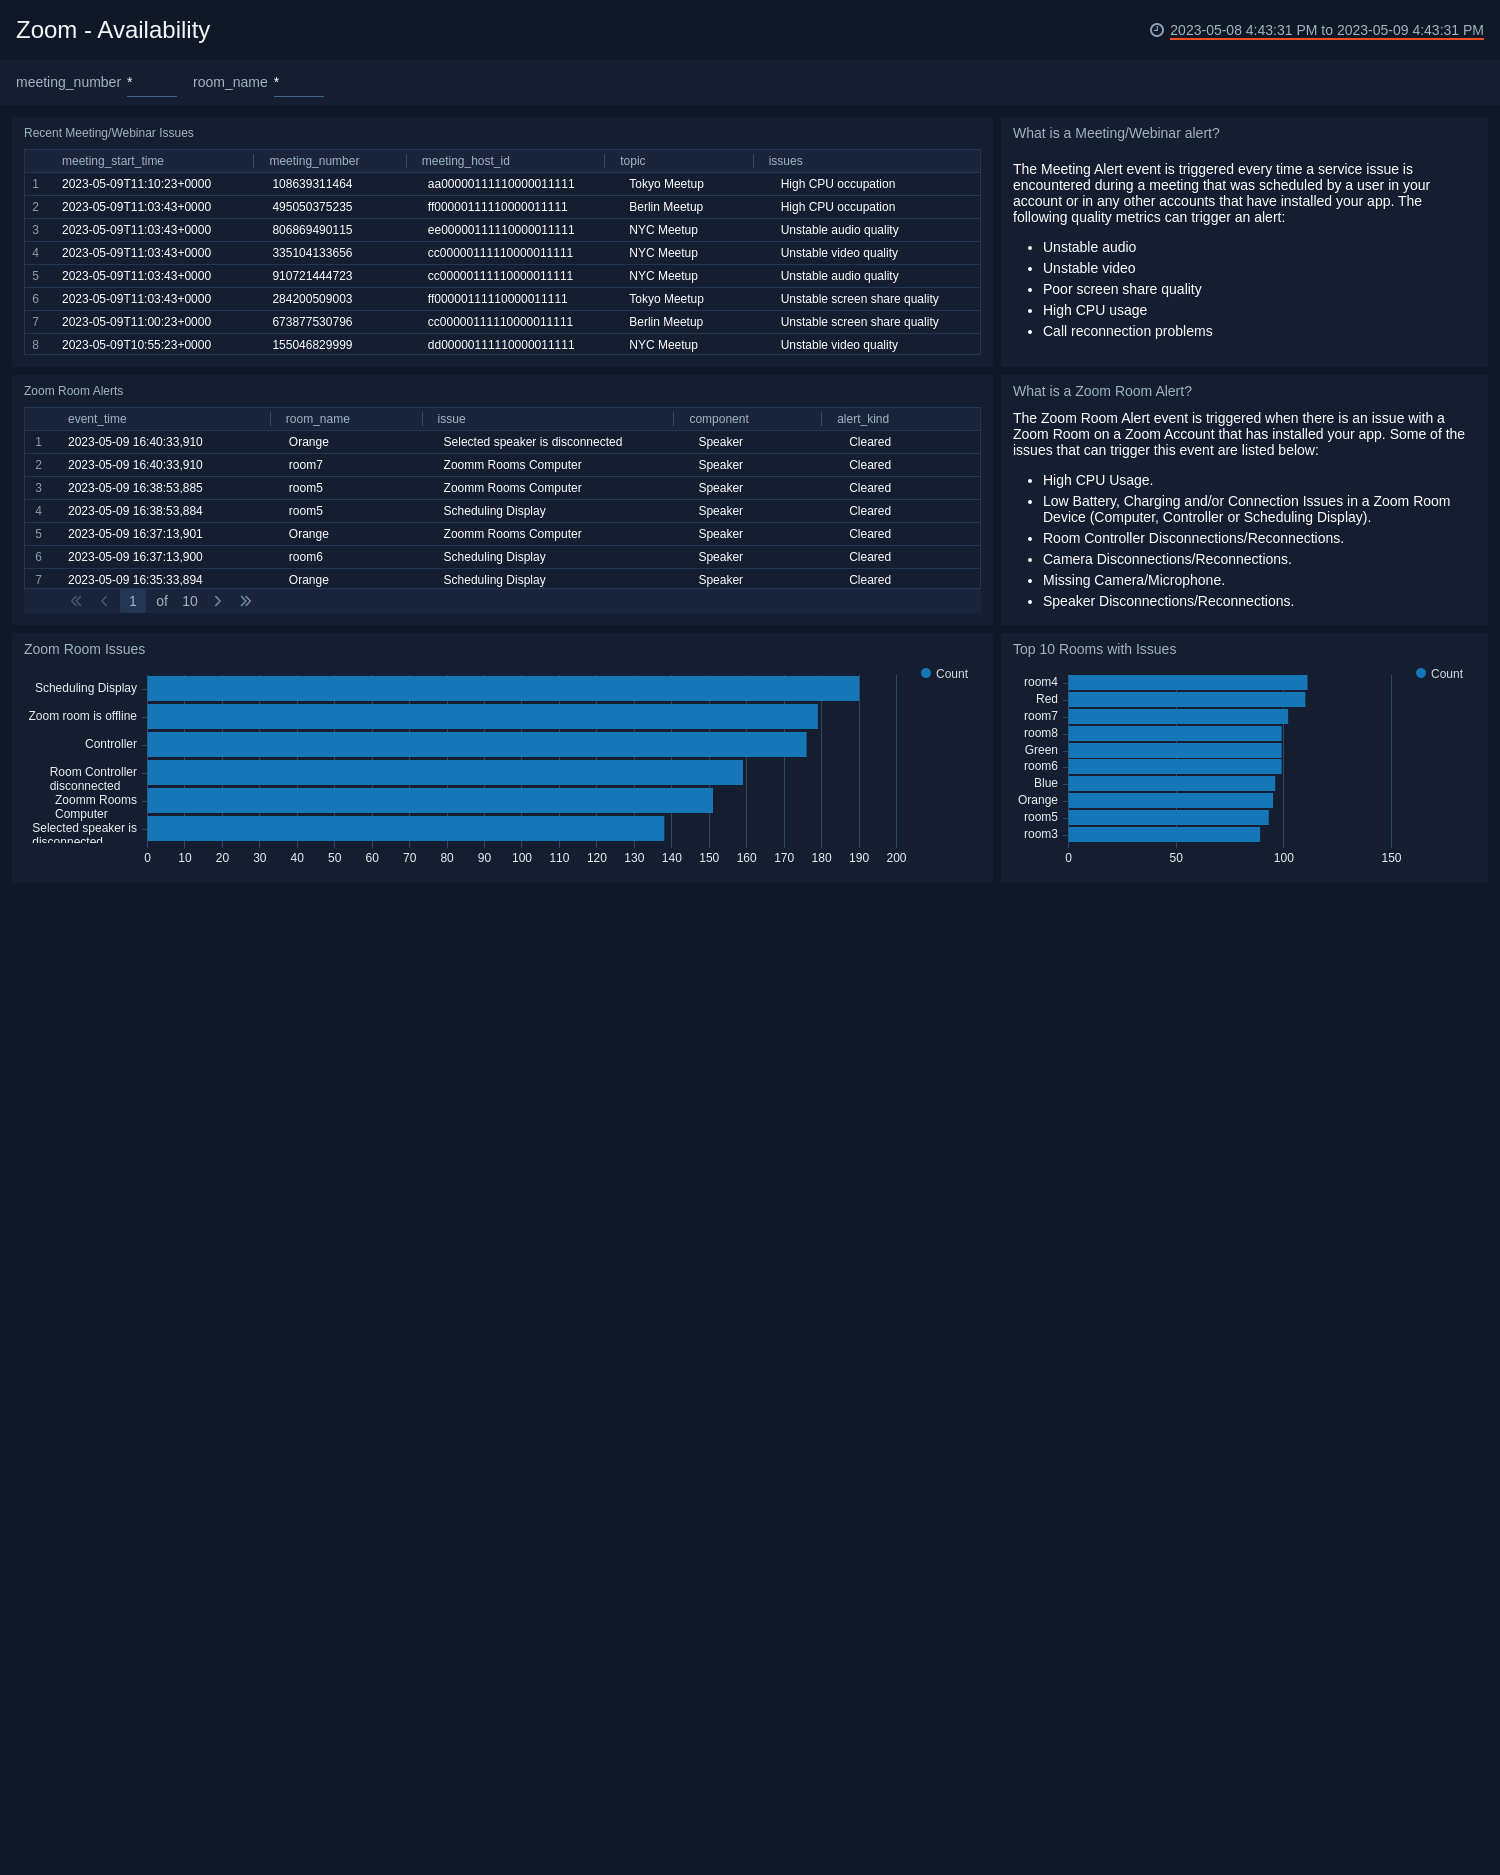 Zoom - Availability
2023-05-08 4:43:31 PM to 2023-05-09 4:43:31 PM
meeting_number * room_name *
Recent Meeting/Webinar Issues
meeting_start_time meeting_number meeting_host_id topic issues
1 2023-05-09T11:10:23+0000 108639311464 aa00000111110000011111 Tokyo Meetup High CPU occupation
2 2023-05-09T11:03:43+0000 495050375235 ff00000111110000011111 Berlin Meetup High CPU occupation
3 2023-05-09T11:03:43+0000 806869490115 ee00000111110000011111 NYC Meetup Unstable audio quality
4 2023-05-09T11:03:43+0000 335104133656 cc00000111110000011111 NYC Meetup Unstable video quality
5 2023-05-09T11:03:43+0000 910721444723 cc00000111110000011111 NYC Meetup Unstable audio quality
6 2023-05-09T11:03:43+0000 284200509003 ff00000111110000011111 Tokyo Meetup Unstable screen share quality
7 2023-05-09T11:00:23+0000 673877530796 cc00000111110000011111 Berlin Meetup Unstable screen share quality
8 2023-05-09T10:55:23+0000 155046829999 dd00000111110000011111 NYC Meetup Unstable video quality
What is a Meeting/Webinar alert?
The Meeting Alert event is triggered every time a service issue is
encountered during a meeting that was scheduled by a user in your
account or in any other accounts that have installed your app. The
following quality metrics can trigger an alert:
• Unstable audio
• Unstable video
• Poor screen share quality
• High CPU usage
• Call reconnection problems
Zoom Room Alerts
event_time room_name issue component alert_kind
1 2023-05-09 16:40:33,910 Orange Selected speaker is disconnected Speaker Cleared
2 2023-05-09 16:40:33,910 room7 Zoomm Rooms Computer Speaker Cleared
3 2023-05-09 16:38:53,885 room5 Zoomm Rooms Computer Speaker Cleared
4 2023-05-09 16:38:53,884 room5 Scheduling Display Speaker Cleared
5 2023-05-09 16:37:13,901 Orange Zoomm Rooms Computer Speaker Cleared
6 2023-05-09 16:37:13,900 room6 Scheduling Display Speaker Cleared
7 2023-05-09 16:35:33,894 Orange Scheduling Display Speaker Cleared
1 of 10
What is a Zoom Room Alert?
The Zoom Room Alert event is triggered when there is an issue with a
Zoom Room on a Zoom Account that has installed your app. Some of the
issues that can trigger this event are listed below:
• High CPU Usage.
• Low Battery, Charging and/or Connection Issues in a Zoom Room
Device (Computer, Controller or Scheduling Display).
• Room Controller Disconnections/Reconnections.
• Camera Disconnections/Reconnections.
• Missing Camera/Microphone.
• Speaker Disconnections/Reconnections.
Zoom Room Issues
Count
Scheduling Display
Zoom room is offline
Controller
Room Controller
disconnected
Zoomm Rooms
Computer
Selected speaker is
disconnected
0 10 20 30 40 50 60 70 80 90 100 110 120 130 140 150 160 170 180 190 200
Top 10 Rooms with Issues
Count
room4
Red
room7
room8
Green
room6
Blue
Orange
room5
room3
0 50 100 150